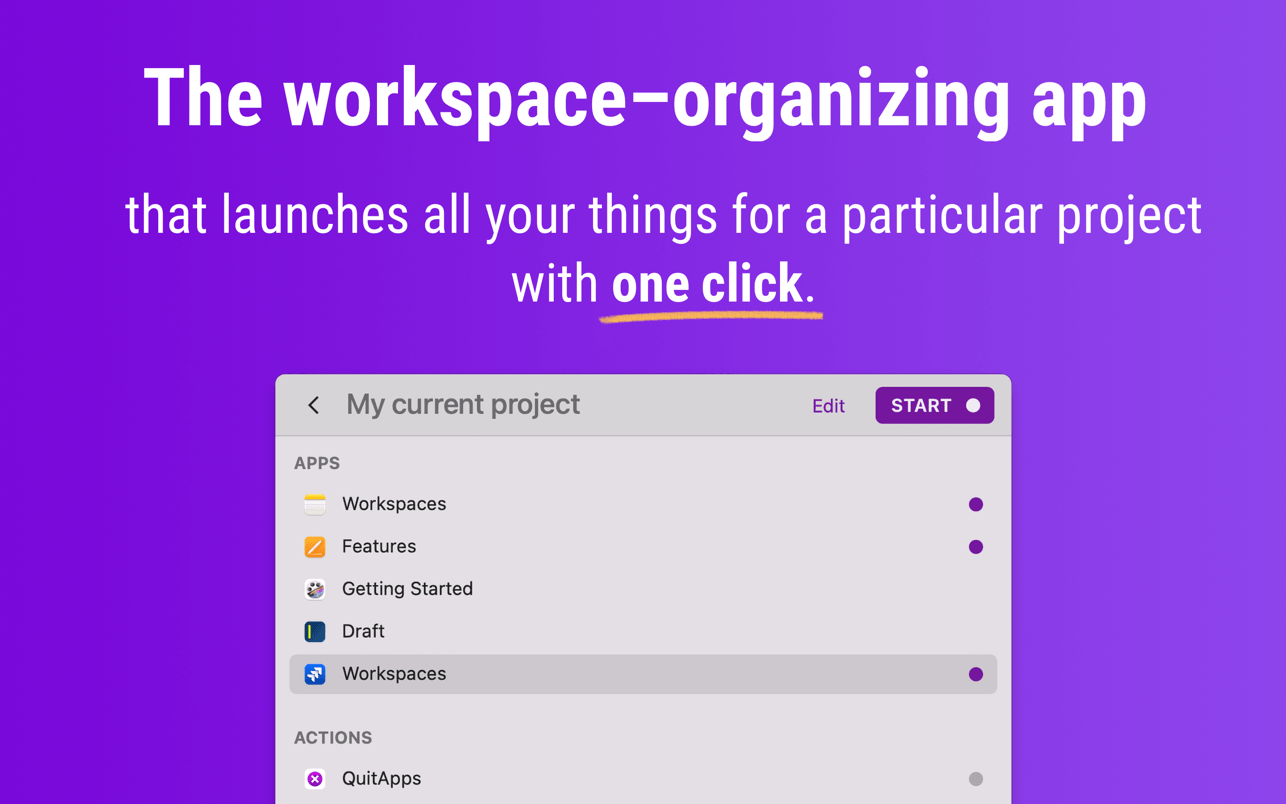 The workspace–organizing app
that launches all your things for a particular project
with one click.
My current project Edit START
APPS
Workspaces
Features
Getting Started
Draft
Workspaces
ACTIONS
QuitApps